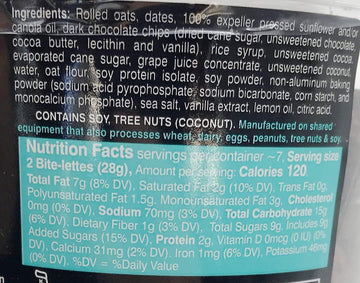 Ingredients: Rolled oats, dates, 100% expeller pressed sunflower and/or
canola oil, dark chocolate chips (dried cane sugar, unsweetened chocolate
cocoa butter, lecithin and vanilla), rice syrup, unsweetened cocoa,
evaporated cane sugar, grape juice concentrate, unsweetened coconut,
water, oat flour, soy protein isolate, soy powder, non-aluminum baking
powder (sodium acid pyrophosphate, sodium bicarbonate, corn starch, and
monocalcium phosphate), sea salt, vanilla extract, lemon oil, citric acid.
CONTAINS SOY, TREE NUTS (COCONUT). Manufactured on shared
equipment that also processes wheat, dairy, eggs, peanuts, tree nuts & soy.
Nutrition Facts servings per container ~7, Serving size
2 Bite-lettes (28g), Amount per serving: Calories 120
Total Fat 7g (8% DV), Saturated Fat 2g (10% DV), Trans Fat 0g,
Polyunsaturated Fat 1.5g, Monounsaturated Fat 3g, Cholesterol
0mg (0% DV), Sodium 70mg (3% DV), Total Carbohydrate 15g
(6% DV), Dietary Fiber 1g (3% DV), Total Sugars 9g, Includes 9g
Added Sugars (15% DV), Protein 2g, Vitamin D 0mcg (0 IU) (0%
DV), Calcium 31mg (2% DV), Iron 1mg (6% DV), Potassium 46mg
(0% DV). %DV = %Daily Value